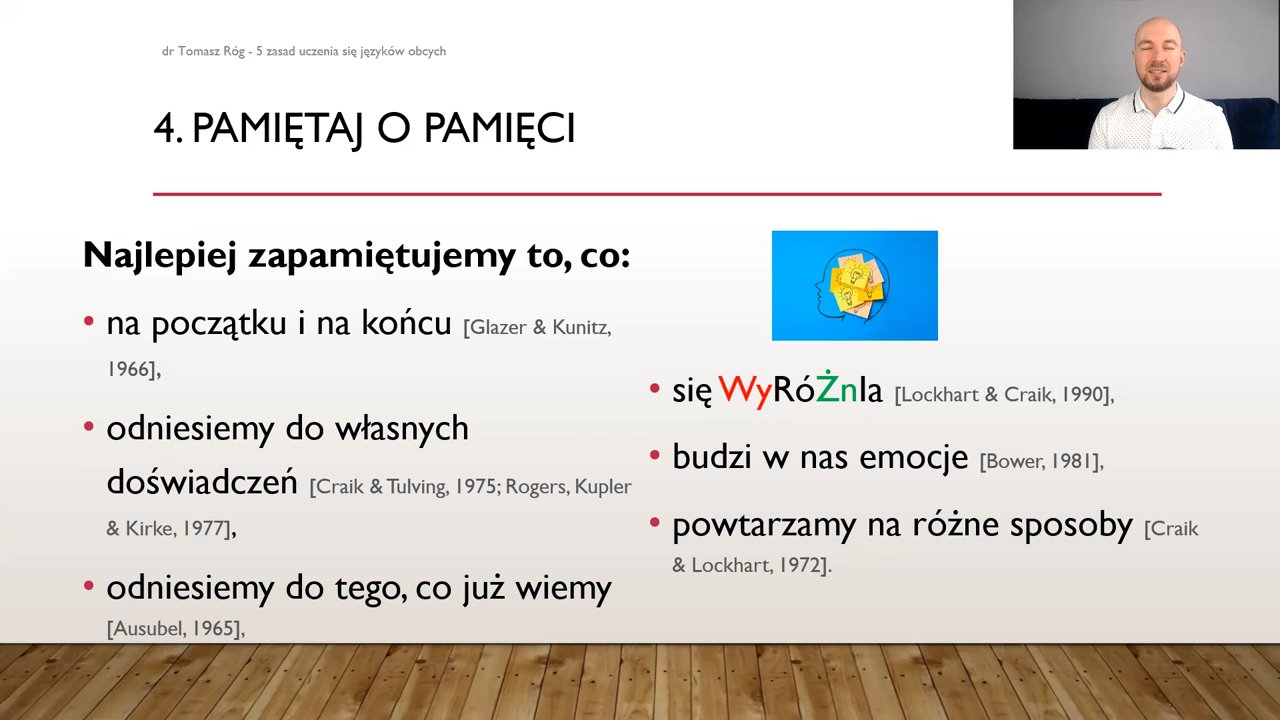 dr Tomasz Róg - 5 zasad uczenia się języków obcych
4. PAMIĘTAJ O PAMIĘCI
Najlepiej zapamiętujemy to, co:
• na początku i na końcu [Glazer & Kunitz,
1966],
• odniesiemy do własnych
doświadczeń [Craik & Tulving, 1975; Rogers, Kupler
& Kirke, 1977],
• odniesiemy do tego, co już wiemy
[Ausubel, 1965],
• się WyRóŻnIa [Lockhart & Craik, 1990],
• budzi w nas emocje [Bower, 1981],
• powtarzamy na różne sposoby [Craik
& Lockhart, 1972].